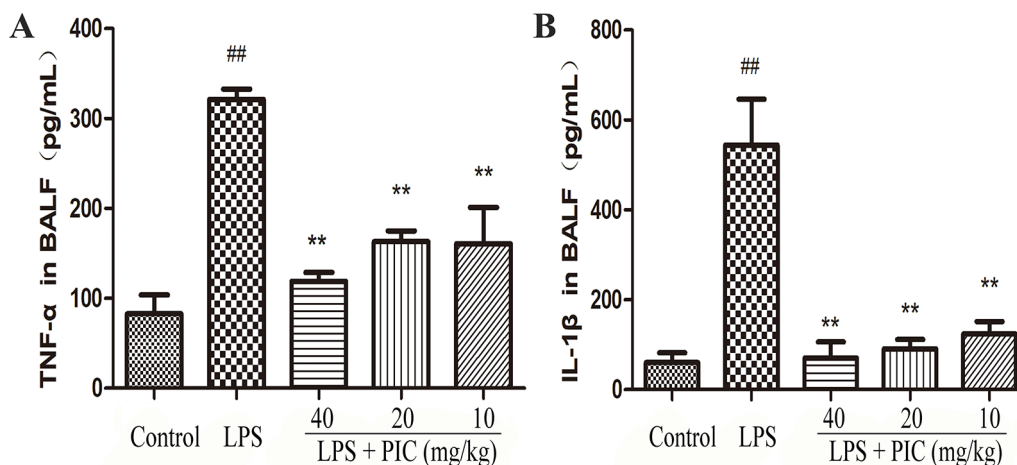 A
TNF-α in BALF（pg/mL）
400
300
200
100
0
##
**
**
**
Control
LPS
40
20
10
LPS + PIC (mg/kg)
B
IL-1β in BALF（pg/mL）
800
600
400
200
0
##
**
**
**
Control
LPS
40
20
10
LPS + PIC (mg/kg)